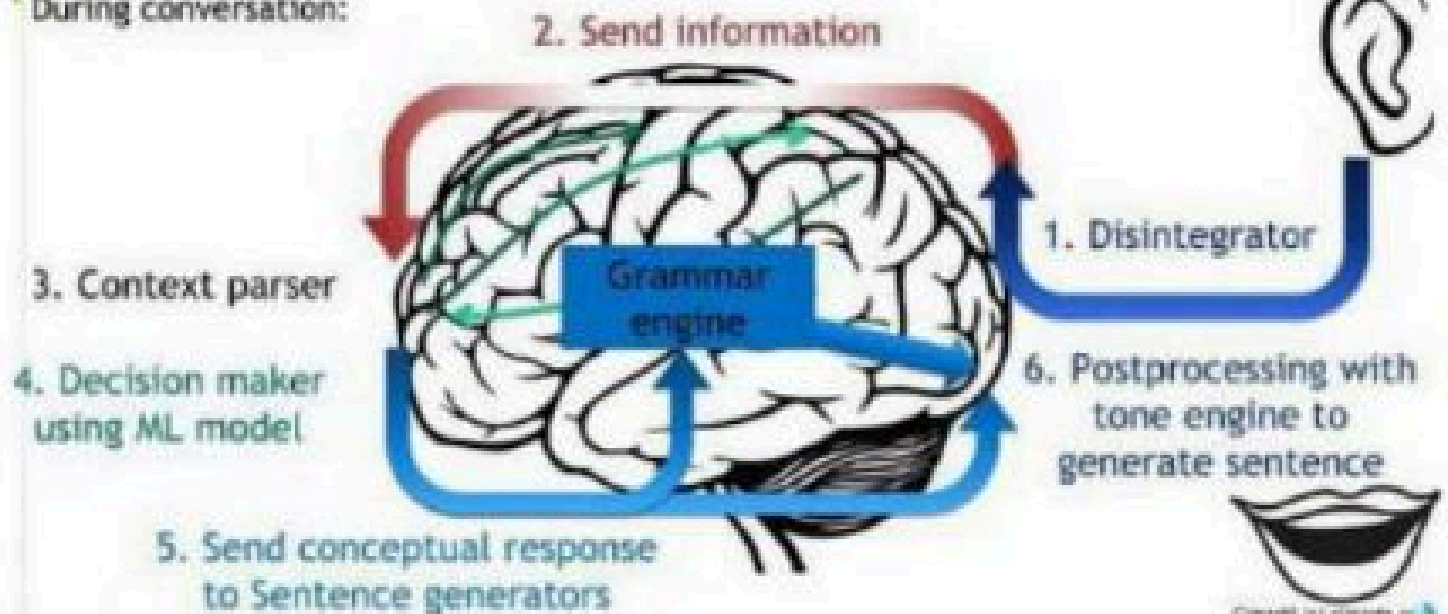 During conversation:
2. Send information
1. Disintegrator
3. Context parser
Grammar
engine
4. Decision maker
using ML model
6. Postprocessing with
tone engine to
generate sentence
5. Send conceptual response
to Sentence generators